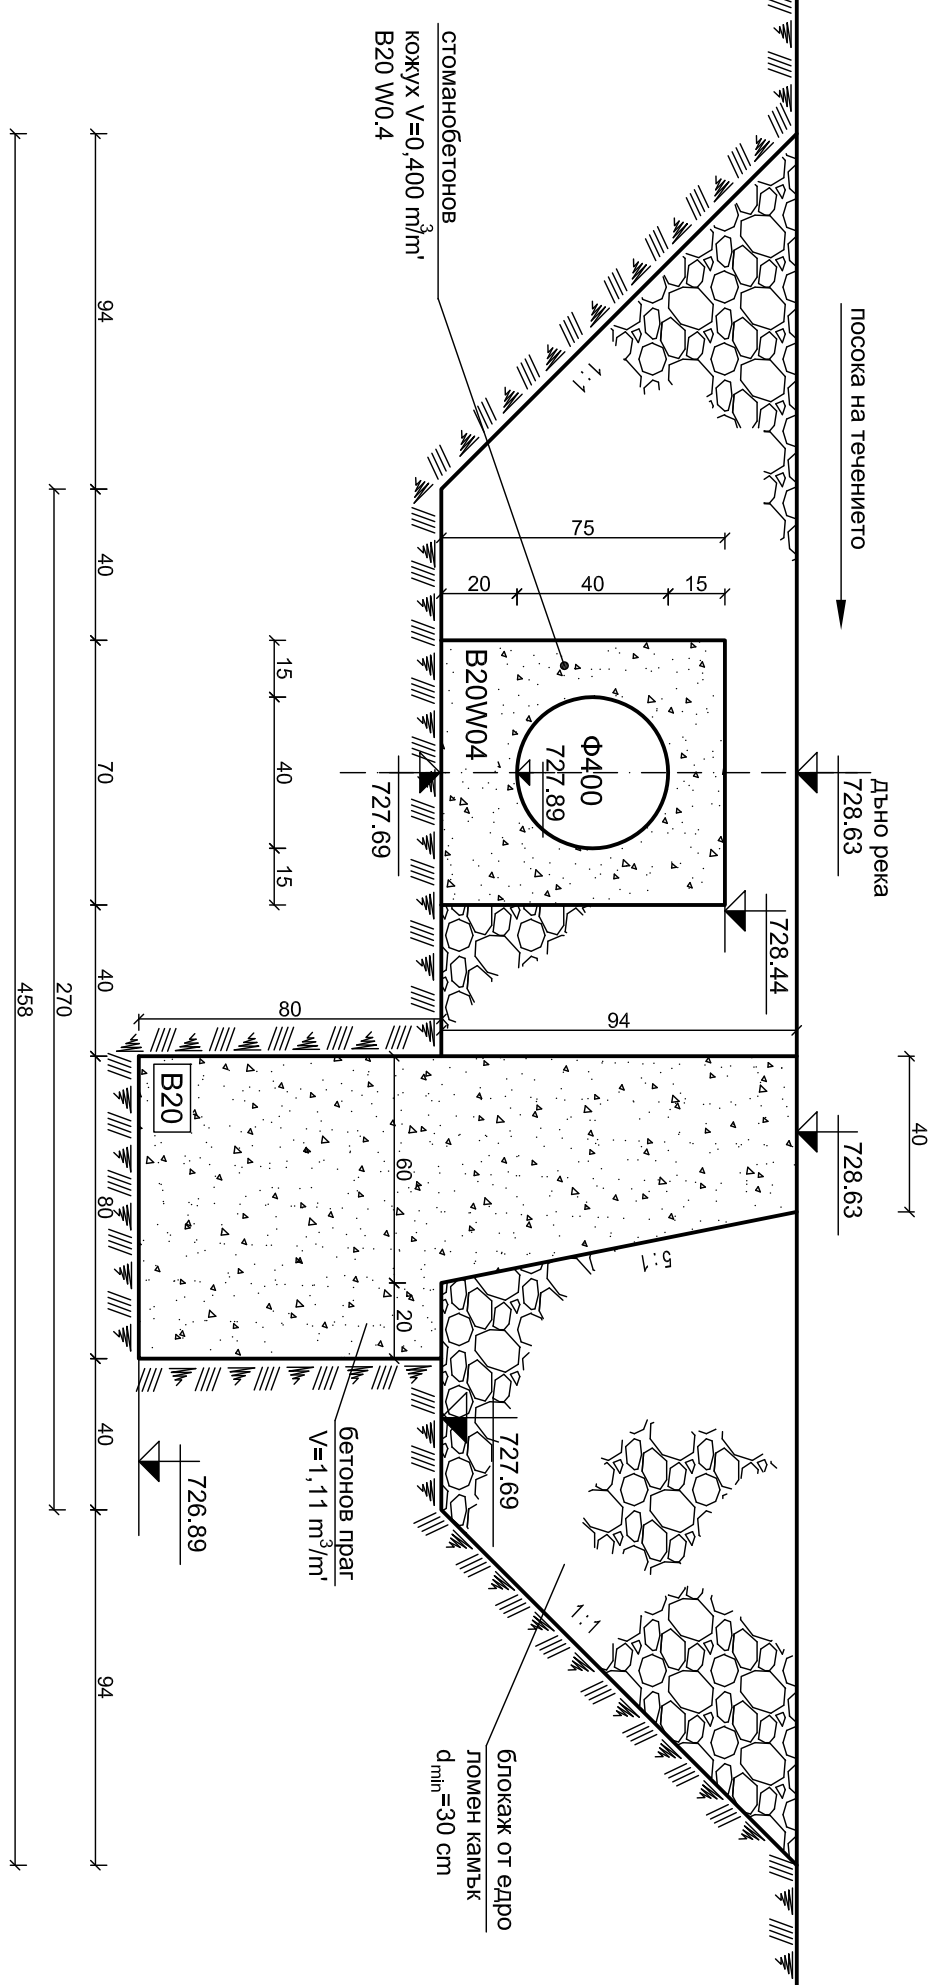 посока на течението
дъно река
728.63
728.44
728.63
40
стоманобетонов
кожух V=0,400 m³/m'
B20 W0.4
1:1
75
20
40
15
Ф400
727.89
B20W04
727.69
15
40
15
94
80
94
5:1
60
20
B20
727.69
726.89
бетонов праг
V=1,11 m³/m'
1:1
блокаж от едро
ломен камък
dmin=30 cm
94
40
70
40
80
40
94
270
458